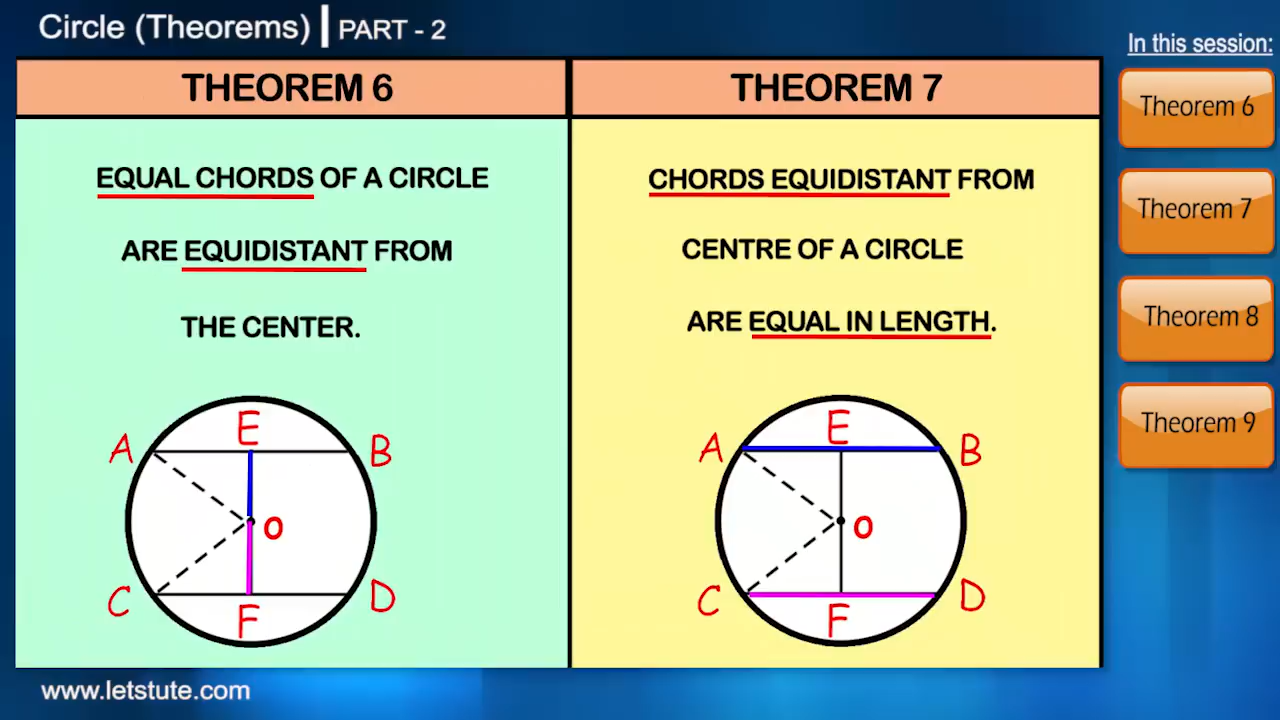 Circle (Theorems) | PART - 2
In this session:
THEOREM 6
EQUAL CHORDS OF A CIRCLE
ARE EQUIDISTANT FROM
THE CENTER.
A
E
B
O
C
F
D
THEOREM 7
CHORDS EQUIDISTANT FROM
CENTRE OF A CIRCLE
ARE EQUAL IN LENGTH.
A
E
B
O
C
F
D
Theorem 6
Theorem 7
Theorem 8
Theorem 9
www.letstute.com